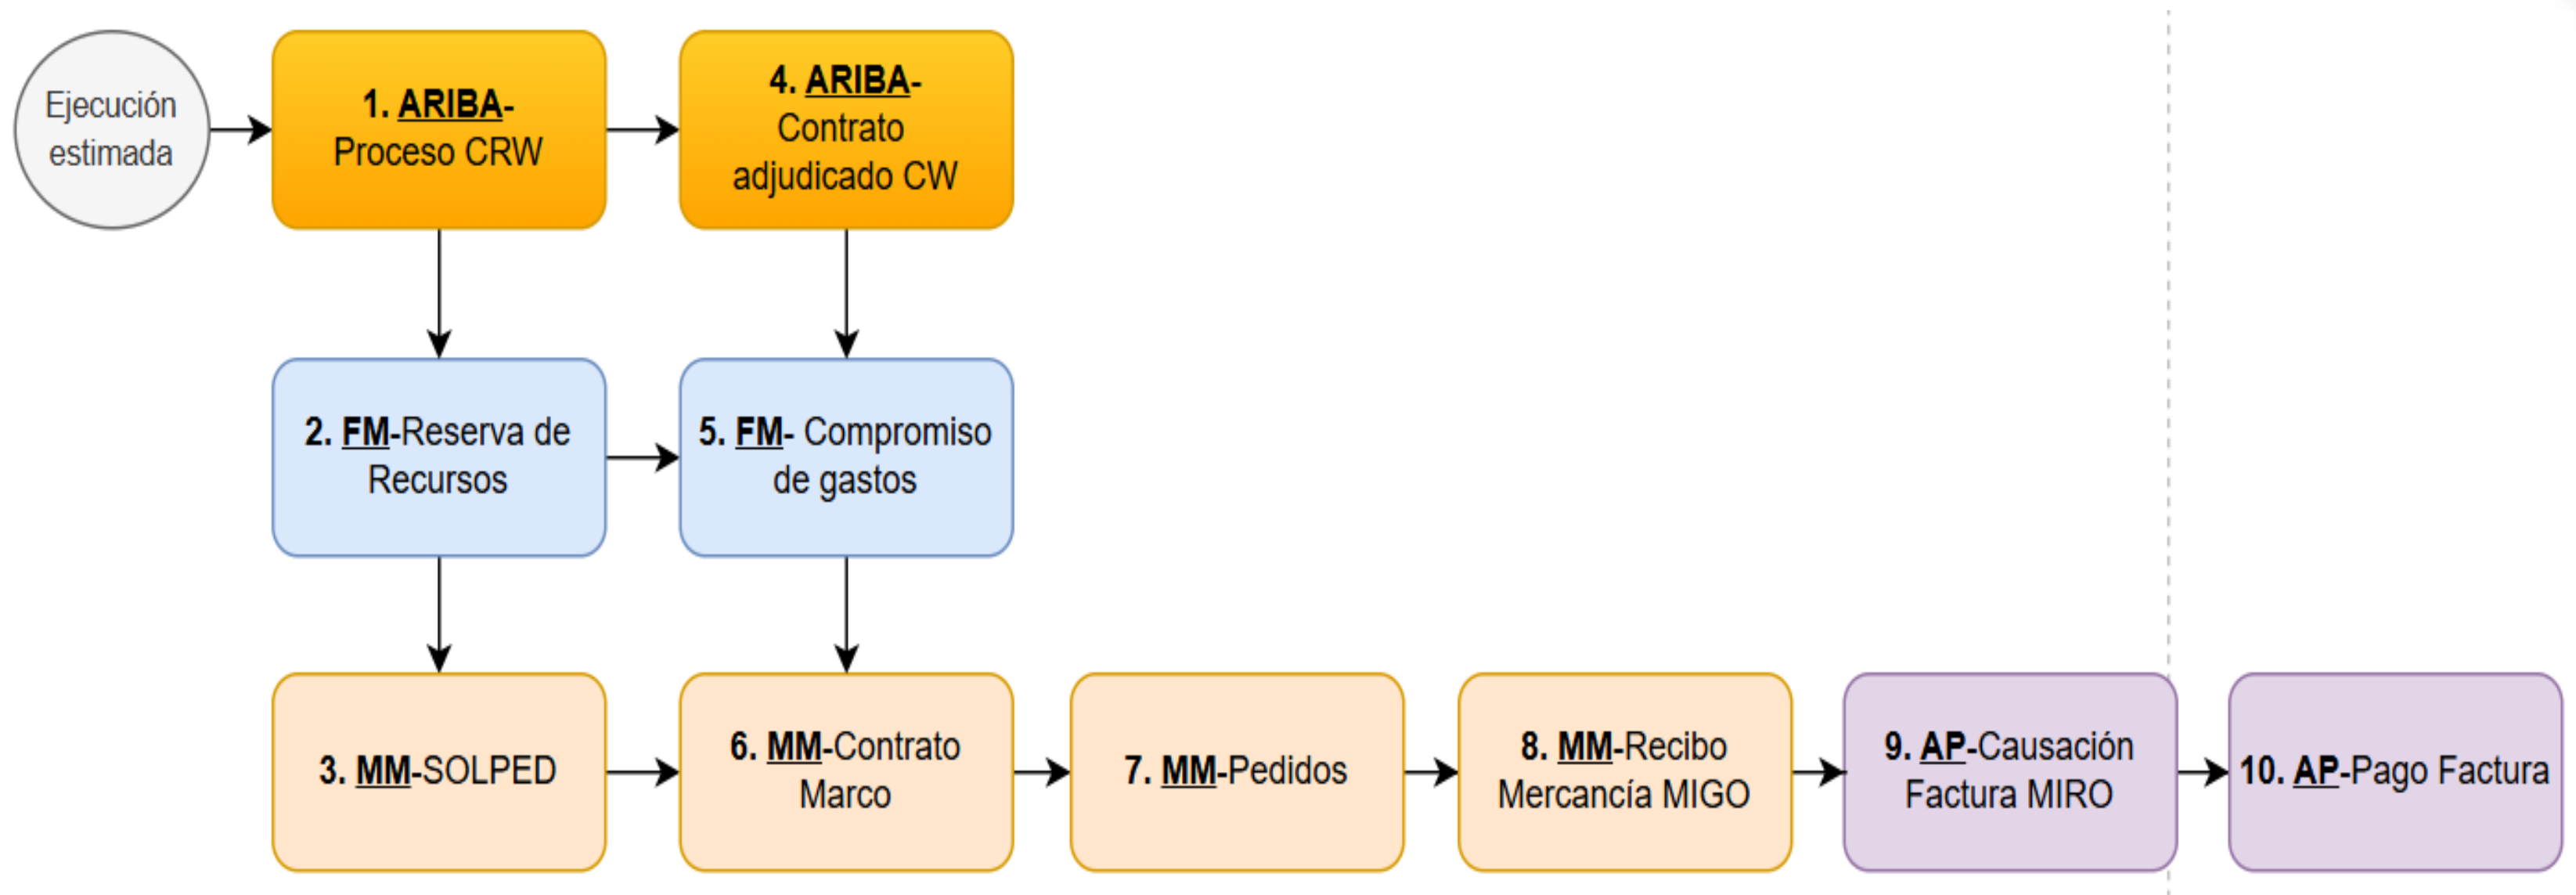 Ejecución
estimada
1. ARIBA-
Proceso CRW
4. ARIBA-
Contrato
adjudicado CW
2. FM-Reserva de
Recursos
5. FM- Compromiso
de gastos
3. MM-SOLPED
6. MM-Contrato
Marco
7. MM-Pedidos
8. MM-Recibo
Mercancía MIGO
9. AP-Causación
Factura MIRO
10. AP-Pago Factura